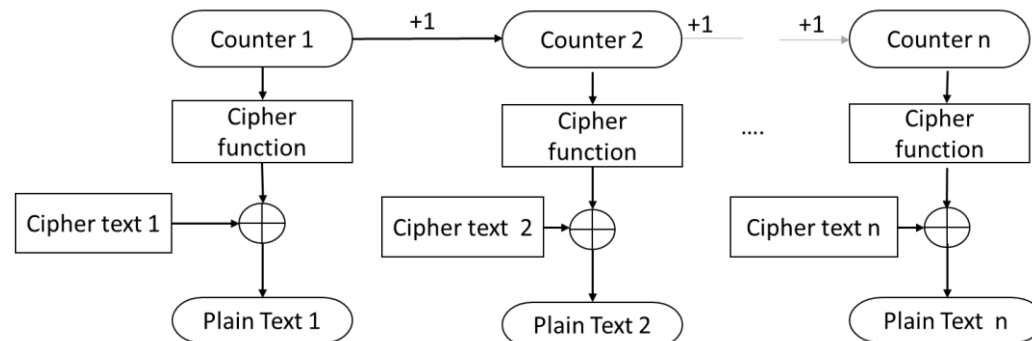 Counter 1
+1
Counter 2
+1
+1
Counter n
Cipher
function
Cipher
function
....
Cipher
function
Cipher text 1
Cipher text  2
Cipher text n
Plain Text 1
Plain Text 2
Plain Text  n